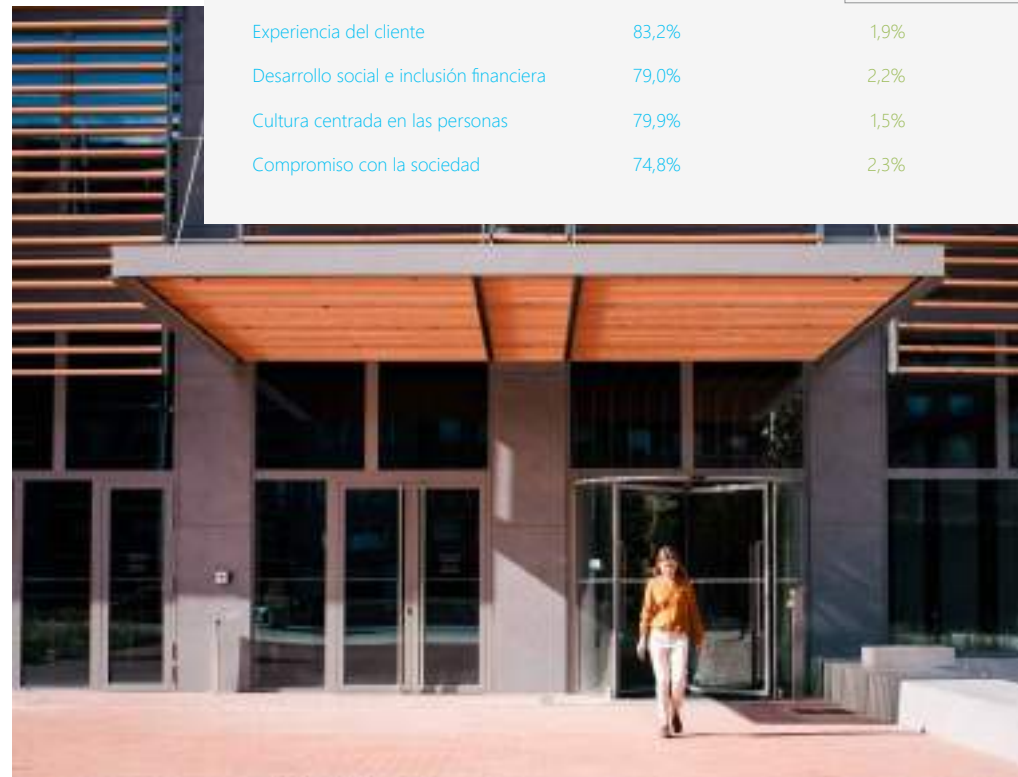 Experiencia del cliente 83,2% 1,9%
Desarrollo social e inclusión financiera 79,0% 2,2%
Cultura centrada en las personas 79,9% 1,5%
Compromiso con la sociedad 74,8% 2,3%